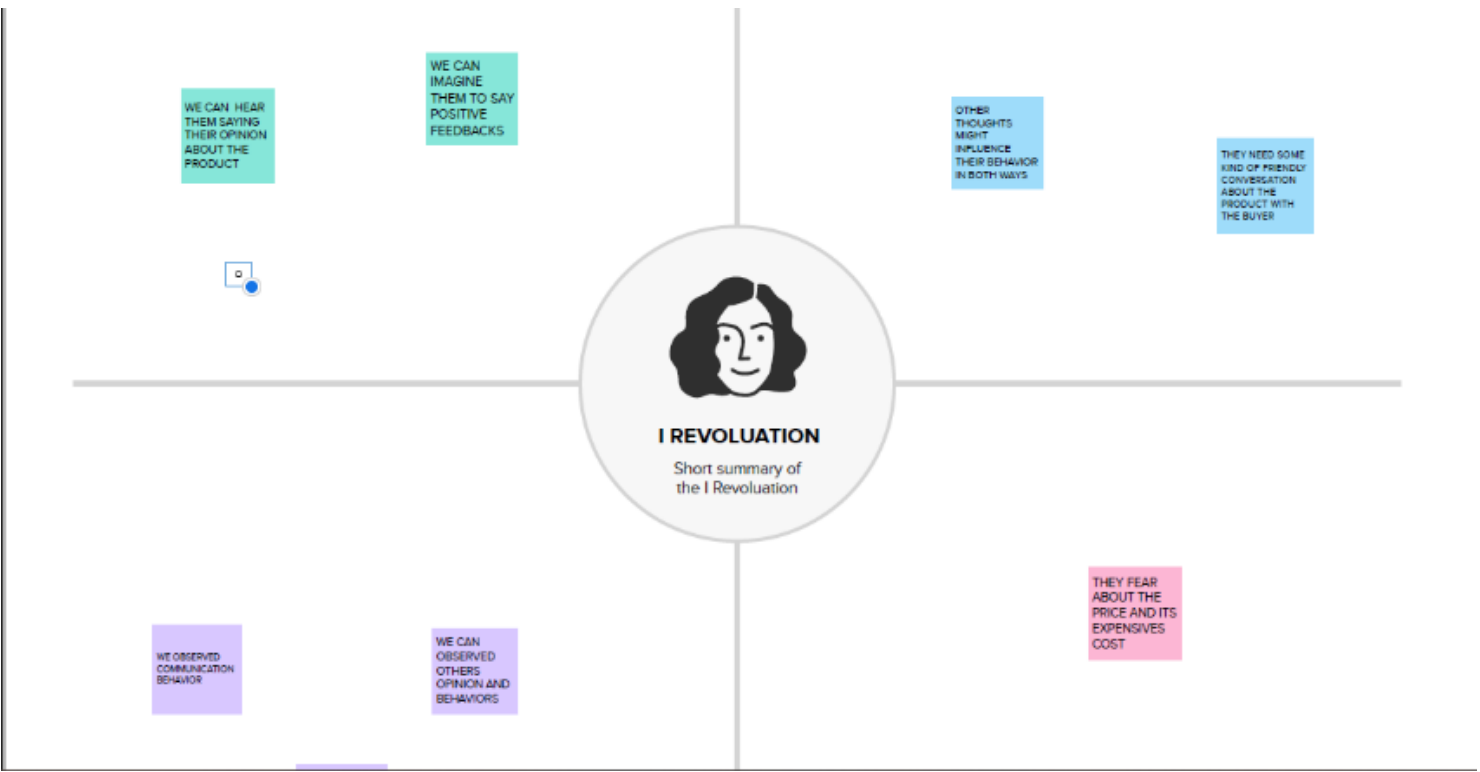 WE CAN HEAR
THEM SAYING
THEIR OPINION
ABOUT THE
PRODUCT
WE CAN
IMAGINE
THEM TO SAY
POSITIVE
FEEDBACKS
OTHER
THOUGHTS
MIGHT
INFLUENCE
THEIR BEHAVIOR
IN BOTH WAYS
THEY NEED SOME
KIND OF FRIENDLY
CONVERSATION
ABOUT THE
PRODUCT WITH
THE BUYER
I REVOLUATION
Short summary of
the I Revoluation
WE OBSERVED
COMMUNICATION
BEHAVIOR
WE CAN
OBSERVED
OTHERS
OPINION AND
BEHAVIORS
THEY FEAR
ABOUT THE
PRICE AND ITS
EXPENSIVES
COST